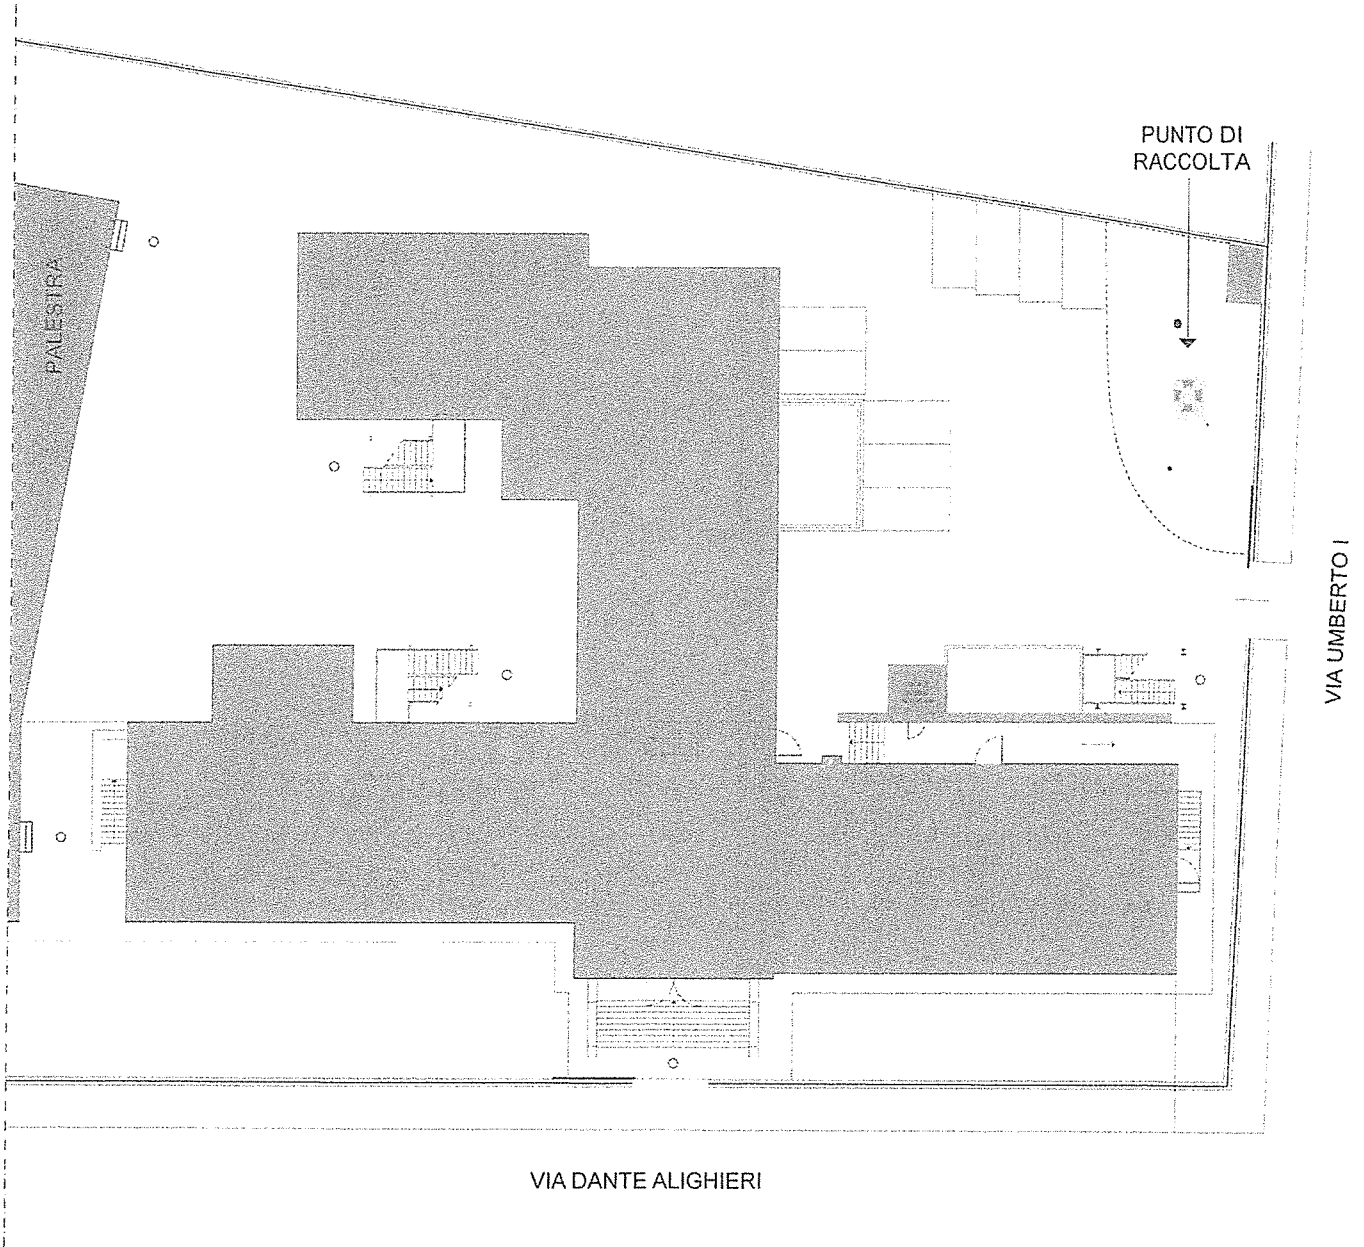 PUNTO DI
RACCOLTA
PALESTRA
VIA UMBERTO I
VIA DANTE ALIGHIERI